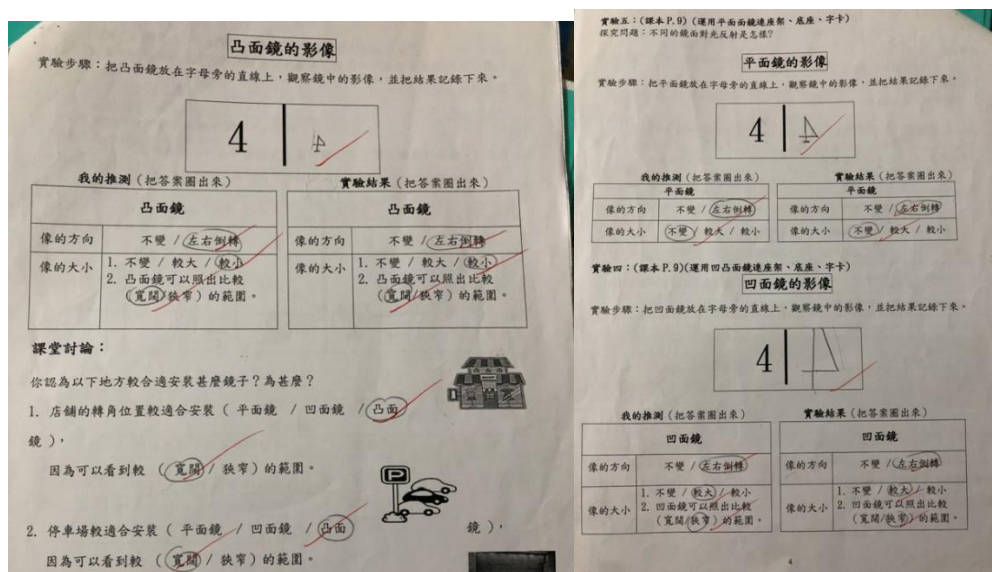 凸面鏡的影像
實驗步驟：把凸面鏡放在字母旁的直線上，觀察鏡中的影像，並把結果記錄下來。
4 4
我的推測（把答案圈出來）
凸面鏡
像的方向 不變 / 左右倒轉
像的大小 1. 不變 / 較大 / 較小
2. 凸面鏡可以照出比較
（寬闊/狹窄）的範圍。
實驗結果（把答案圈出來）
凸面鏡
像的方向 不變 / 左右倒轉
像的大小 1. 不變 / 較大 / 較小
2. 凸面鏡可以照出比較
（寬闊/狹窄）的範圍。
課堂討論：
你認為以下地方較合適安裝甚麼鏡子？為甚麼？
1. 店舖的轉角位置較適合安裝（ 平面鏡 / 凹面鏡 / 凸面
鏡 ），
因為可以看到較 （ 寬闊 / 狹窄）的範圍。
P
2. 停車場較適合安裝（ 平面鏡 / 凹面鏡 / 凸面 鏡 ），
因為可以看到較 （ 寬闊 / 狹窄）的範圍。
實驗五：(課本 P.9) (運用平面面鏡連座架、底座、字卡)
探究問題：不同的鏡面對光反射是怎樣?
平面鏡的影像
實驗步驟：把平面鏡放在字母旁的直線上，觀察鏡中的影像，並把結果記錄下來。
4 4
我的推測（把答案圈出來）
平面鏡
像的方向 不變 / 左右倒轉
像的大小 不變 / 較大 / 較小
實驗結果（把答案圈出來）
平面鏡
像的方向 不變 / 左右倒轉
像的大小 不變 / 較大 / 較小
實驗四：(課本 P.9)(運用凹凸面鏡連座架、底座、字卡)
凹面鏡的影像
實驗步驟：把凹面鏡放在字母旁的直線上，觀察鏡中的影像，並把結果記錄下來。
4 4
我的推測（把答案圈出來）
凹面鏡
像的方向 不變 / 左右倒轉
像的大小 1. 不變 / 較大 / 較小
2. 凹面鏡可以照出比較
（寬闊/狹窄）的範圍。
實驗結果（把答案圈出來）
凹面鏡
像的方向 不變 / 左右倒轉
像的大小 1. 不變 / 較大 / 較小
2. 凹面鏡可以照出比較
（寬闊/狹窄）的範圍。
4